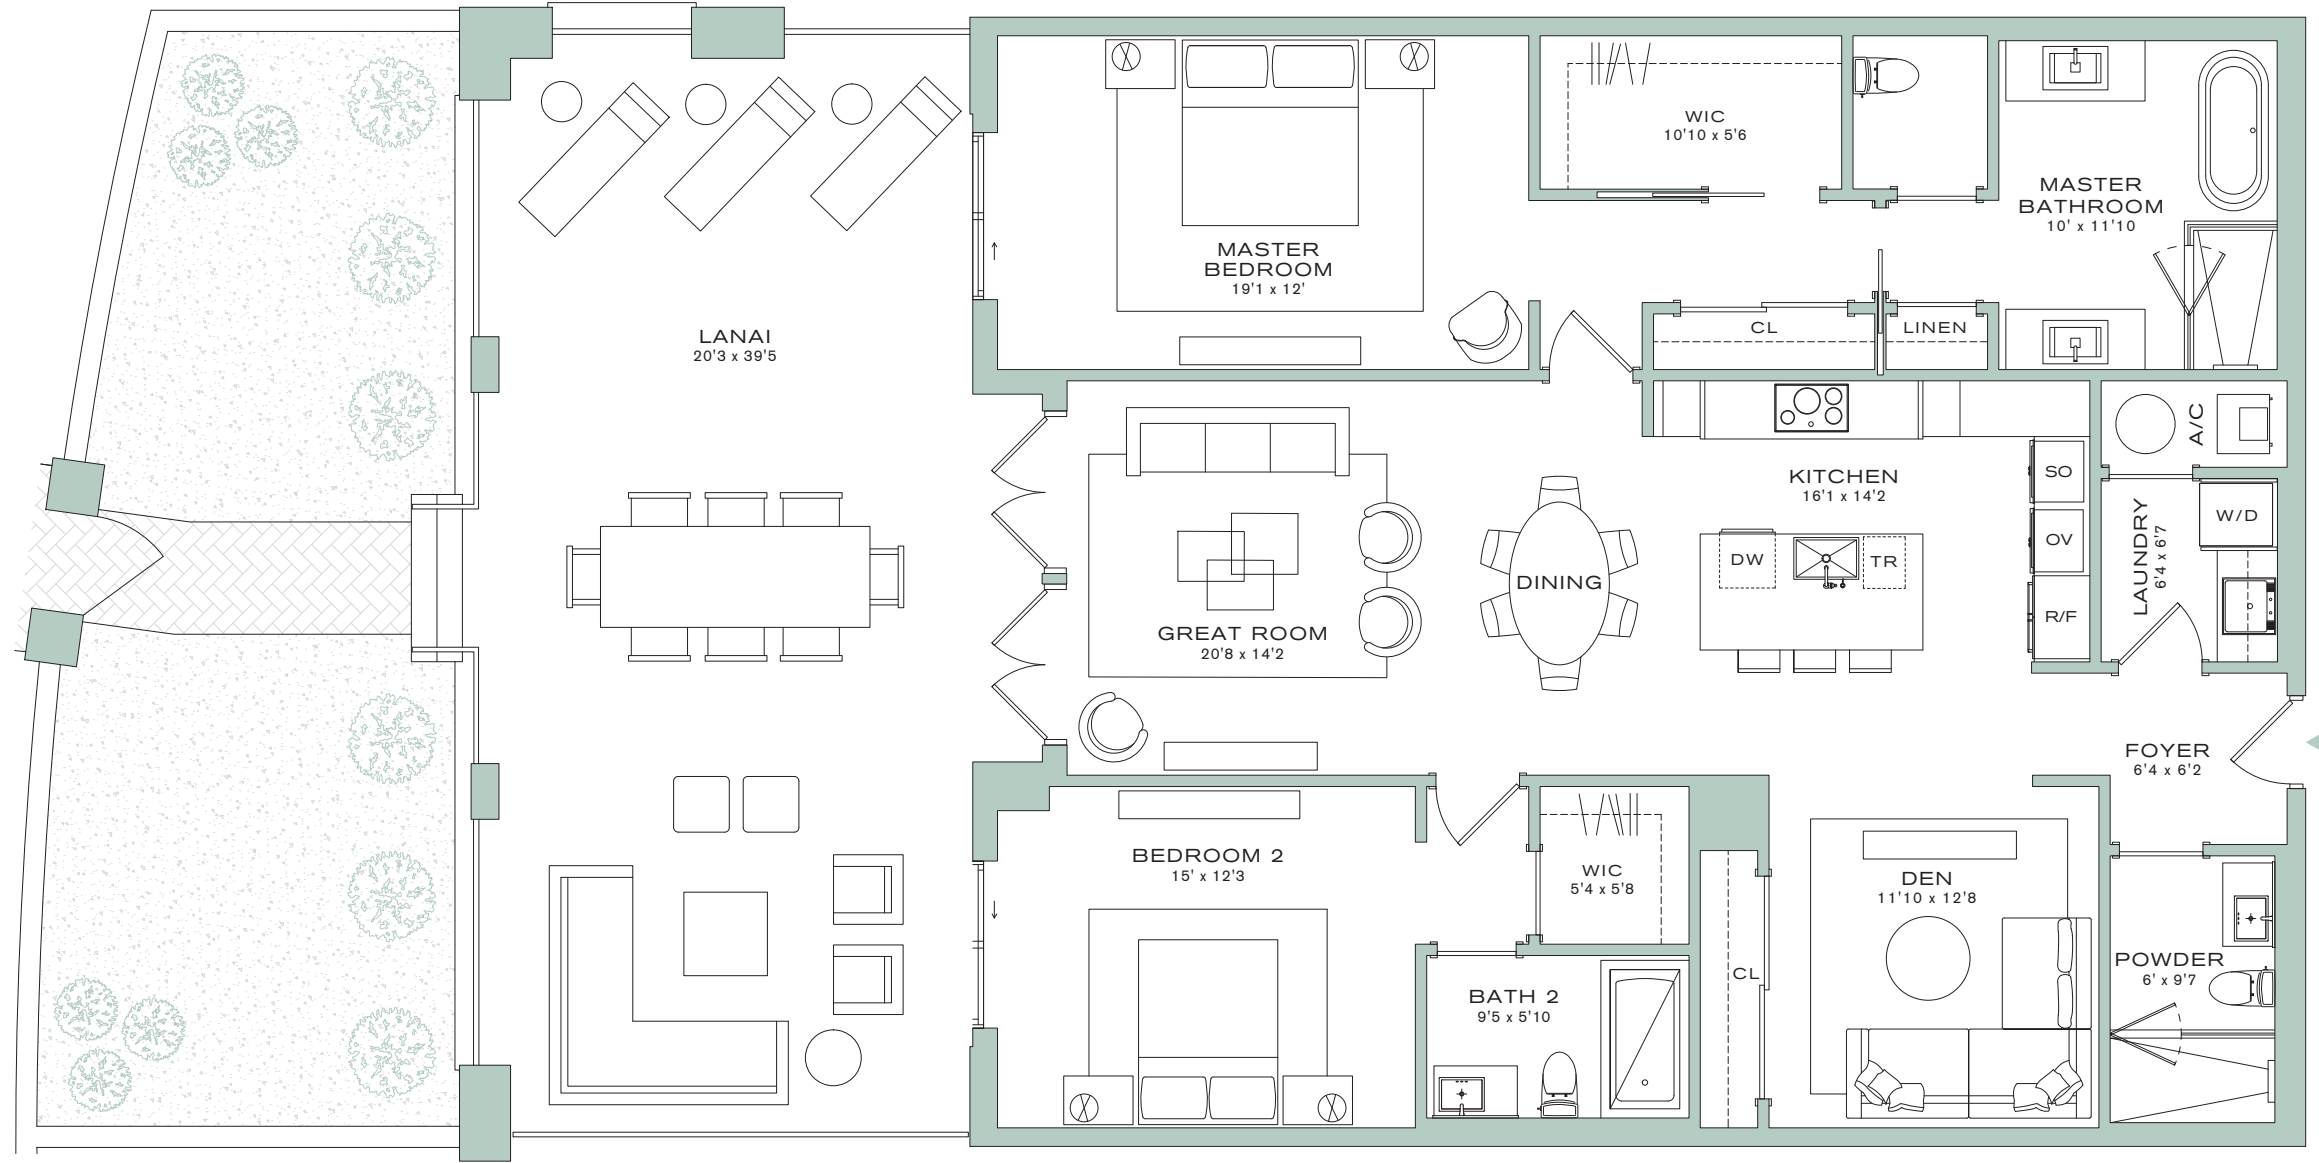 LANAI
20'3 x 39'5
MASTER
BEDROOM
19'1 x 12'
WIC
10'10 x 5'6
MASTER
BATHROOM
10' x 11'10
CL
LINEN
A/C
KITCHEN
16'1 x 14'2
SO
OV
R/F
DW
TR
LAUNDRY
6'4 x 6'7
W/D
DINING
GREAT ROOM
20'8 x 14'2
FOYER
6'4 x 6'2
BEDROOM 2
15' x 12'3
WIC
5'4 x 5'8
BATH 2
9'5 x 5'10
CL
DEN
11'10 x 12'8
POWDER
6' x 9'7